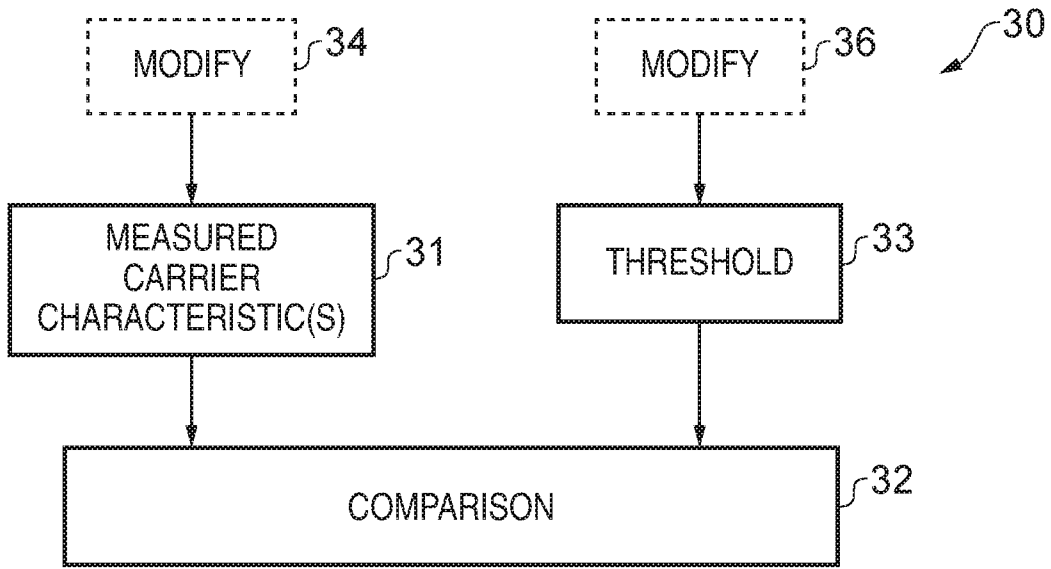 MODIFY
34
MODIFY
36
30
MEASURED
CARRIER
CHARACTERISTIC(S)
31
THRESHOLD
33
COMPARISON
32